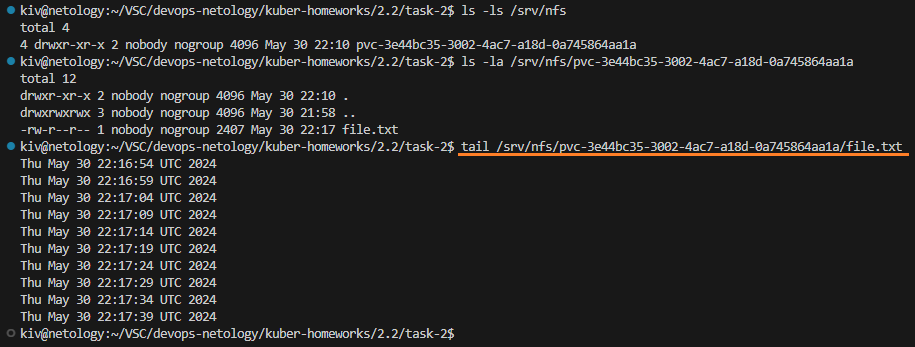 kiv@netology:~/VSC/devops-netology/kuber-homeworks/2.2/task-2$ ls -ls /srv/nfs
total 4
4 drwxr-xr-x 2 nobody nogroup 4096 May 30 22:10 pvc-3e44bc35-3002-4ac7-a18d-0a745864aa1a
kiv@netology:~/VSC/devops-netology/kuber-homeworks/2.2/task-2$ ls -la /srv/nfs/pvc-3e44bc35-3002-4ac7-a18d-0a745864aa1a
total 12
drwxr-xr-x 2 nobody nogroup 4096 May 30 22:10 .
drwxrwxrwx 3 nobody nogroup 4096 May 30 21:58 ..
-rw-r--r-- 1 nobody nogroup 2407 May 30 22:17 file.txt
kiv@netology:~/VSC/devops-netology/kuber-homeworks/2.2/task-2$ tail /srv/nfs/pvc-3e44bc35-3002-4ac7-a18d-0a745864aa1a/file.txt
Thu May 30 22:16:54 UTC 2024
Thu May 30 22:16:59 UTC 2024
Thu May 30 22:17:04 UTC 2024
Thu May 30 22:17:09 UTC 2024
Thu May 30 22:17:14 UTC 2024
Thu May 30 22:17:19 UTC 2024
Thu May 30 22:17:24 UTC 2024
Thu May 30 22:17:29 UTC 2024
Thu May 30 22:17:34 UTC 2024
Thu May 30 22:17:39 UTC 2024
kiv@netology:~/VSC/devops-netology/kuber-homeworks/2.2/task-2$